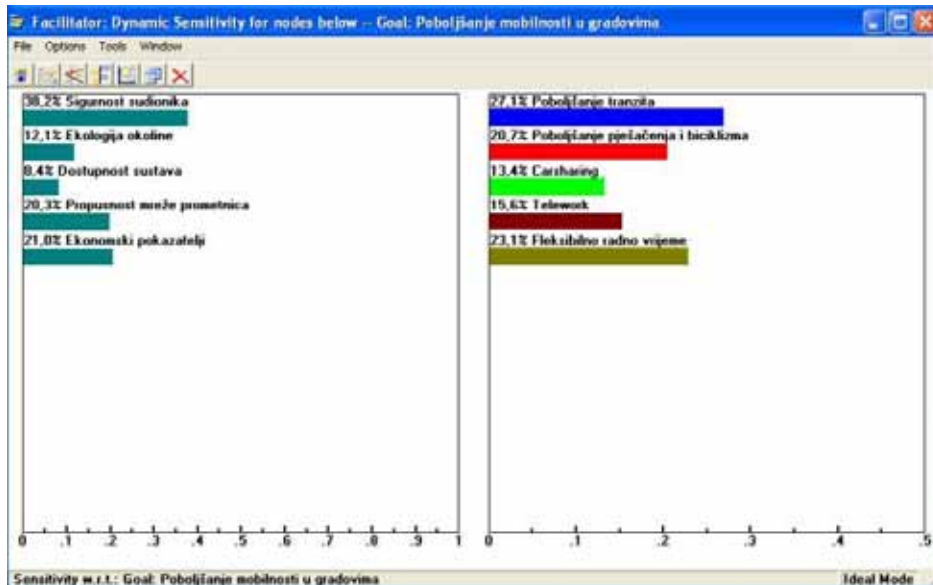 Facilitator: Dynamic Sensitivity for nodes below -- Goal: Poboljšanje mobilnosti u gradovima
File Options Tools Window
38,2% Sigurnost sudionika
12,1% Ekologija okoline
8,4% Dostupnost sustava
20,3% Propusnost mreže prometnica
21,0% Ekonomski pokazatelji
0 .1 .2 .3 .4 .5 .6 .7 .8 .9 1
27,1% Poboljšanje tranzita
20,7% Poboljšanje pješačenja i biciklizma
13,4% Carsharing
15,6% Telework
23,1% Fleksibilno radno vrijeme
0 .1 .2 .3 .4 .5
Sensitivity w.r.t.: Goal: Poboljšanje mobilnosti u gradovima
Ideal Mode